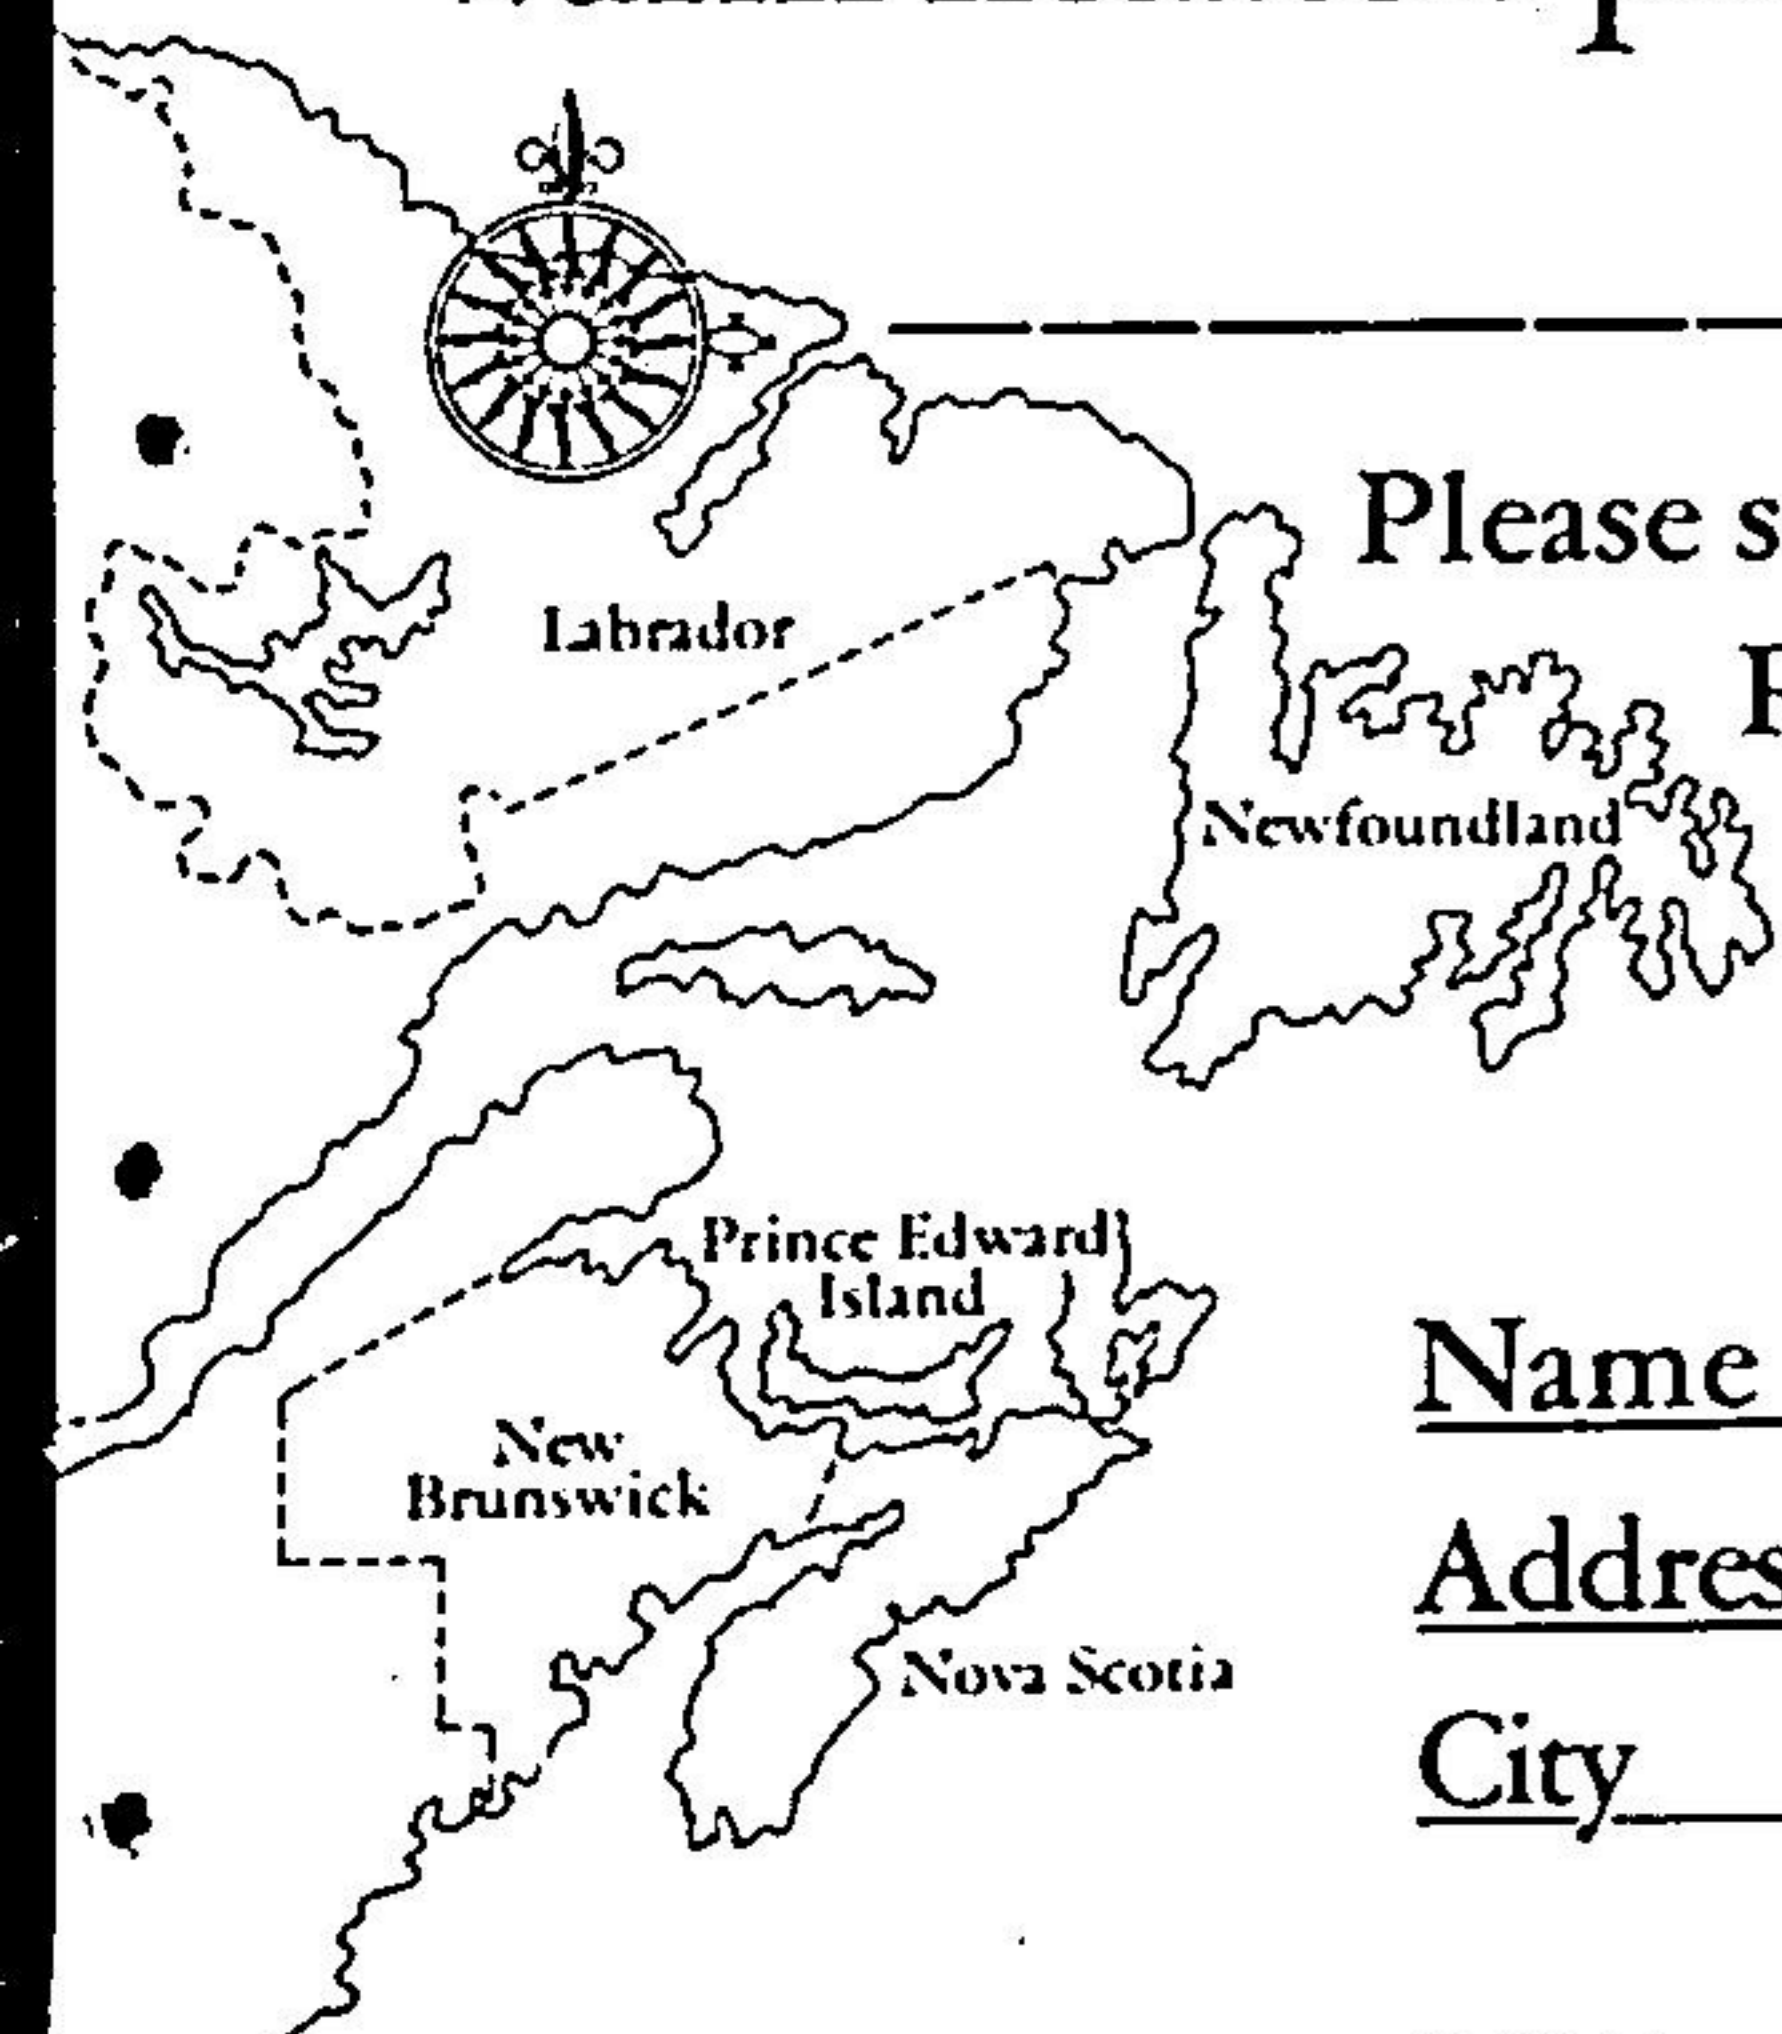 Please s
Labrador
Newfoundland
Prince Edward
Island
Name
New
Brunswick
Addres
Nova Scotia
City